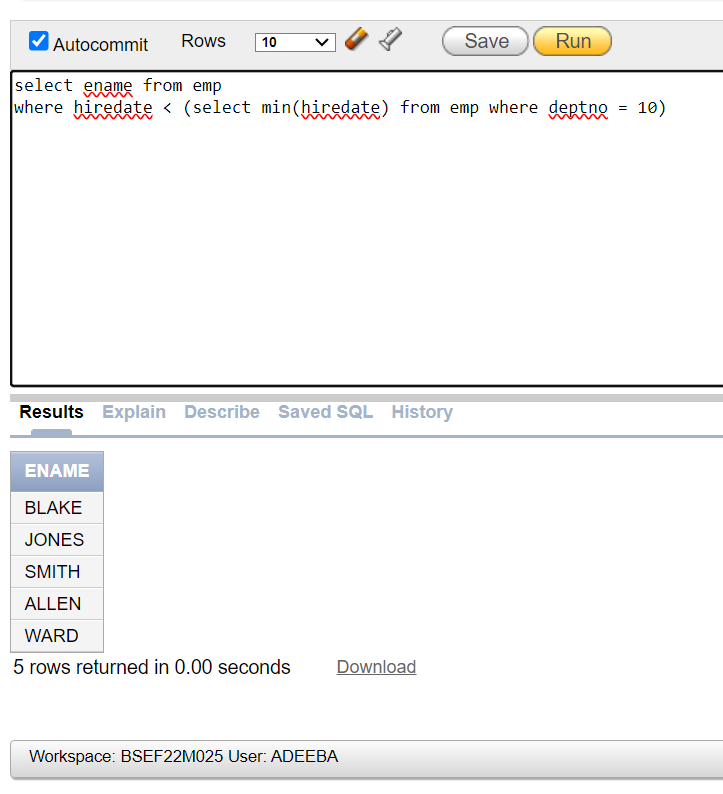 Autocommit Rows 10 Save Run
select ename from emp
where hiredate < (select min(hiredate) from emp where deptno = 10)
Results Explain Describe Saved SQL History
ENAME
BLAKE
JONES
SMITH
ALLEN
WARD
5 rows returned in 0.00 seconds Download
Workspace: BSEF22M025 User: ADEEBA